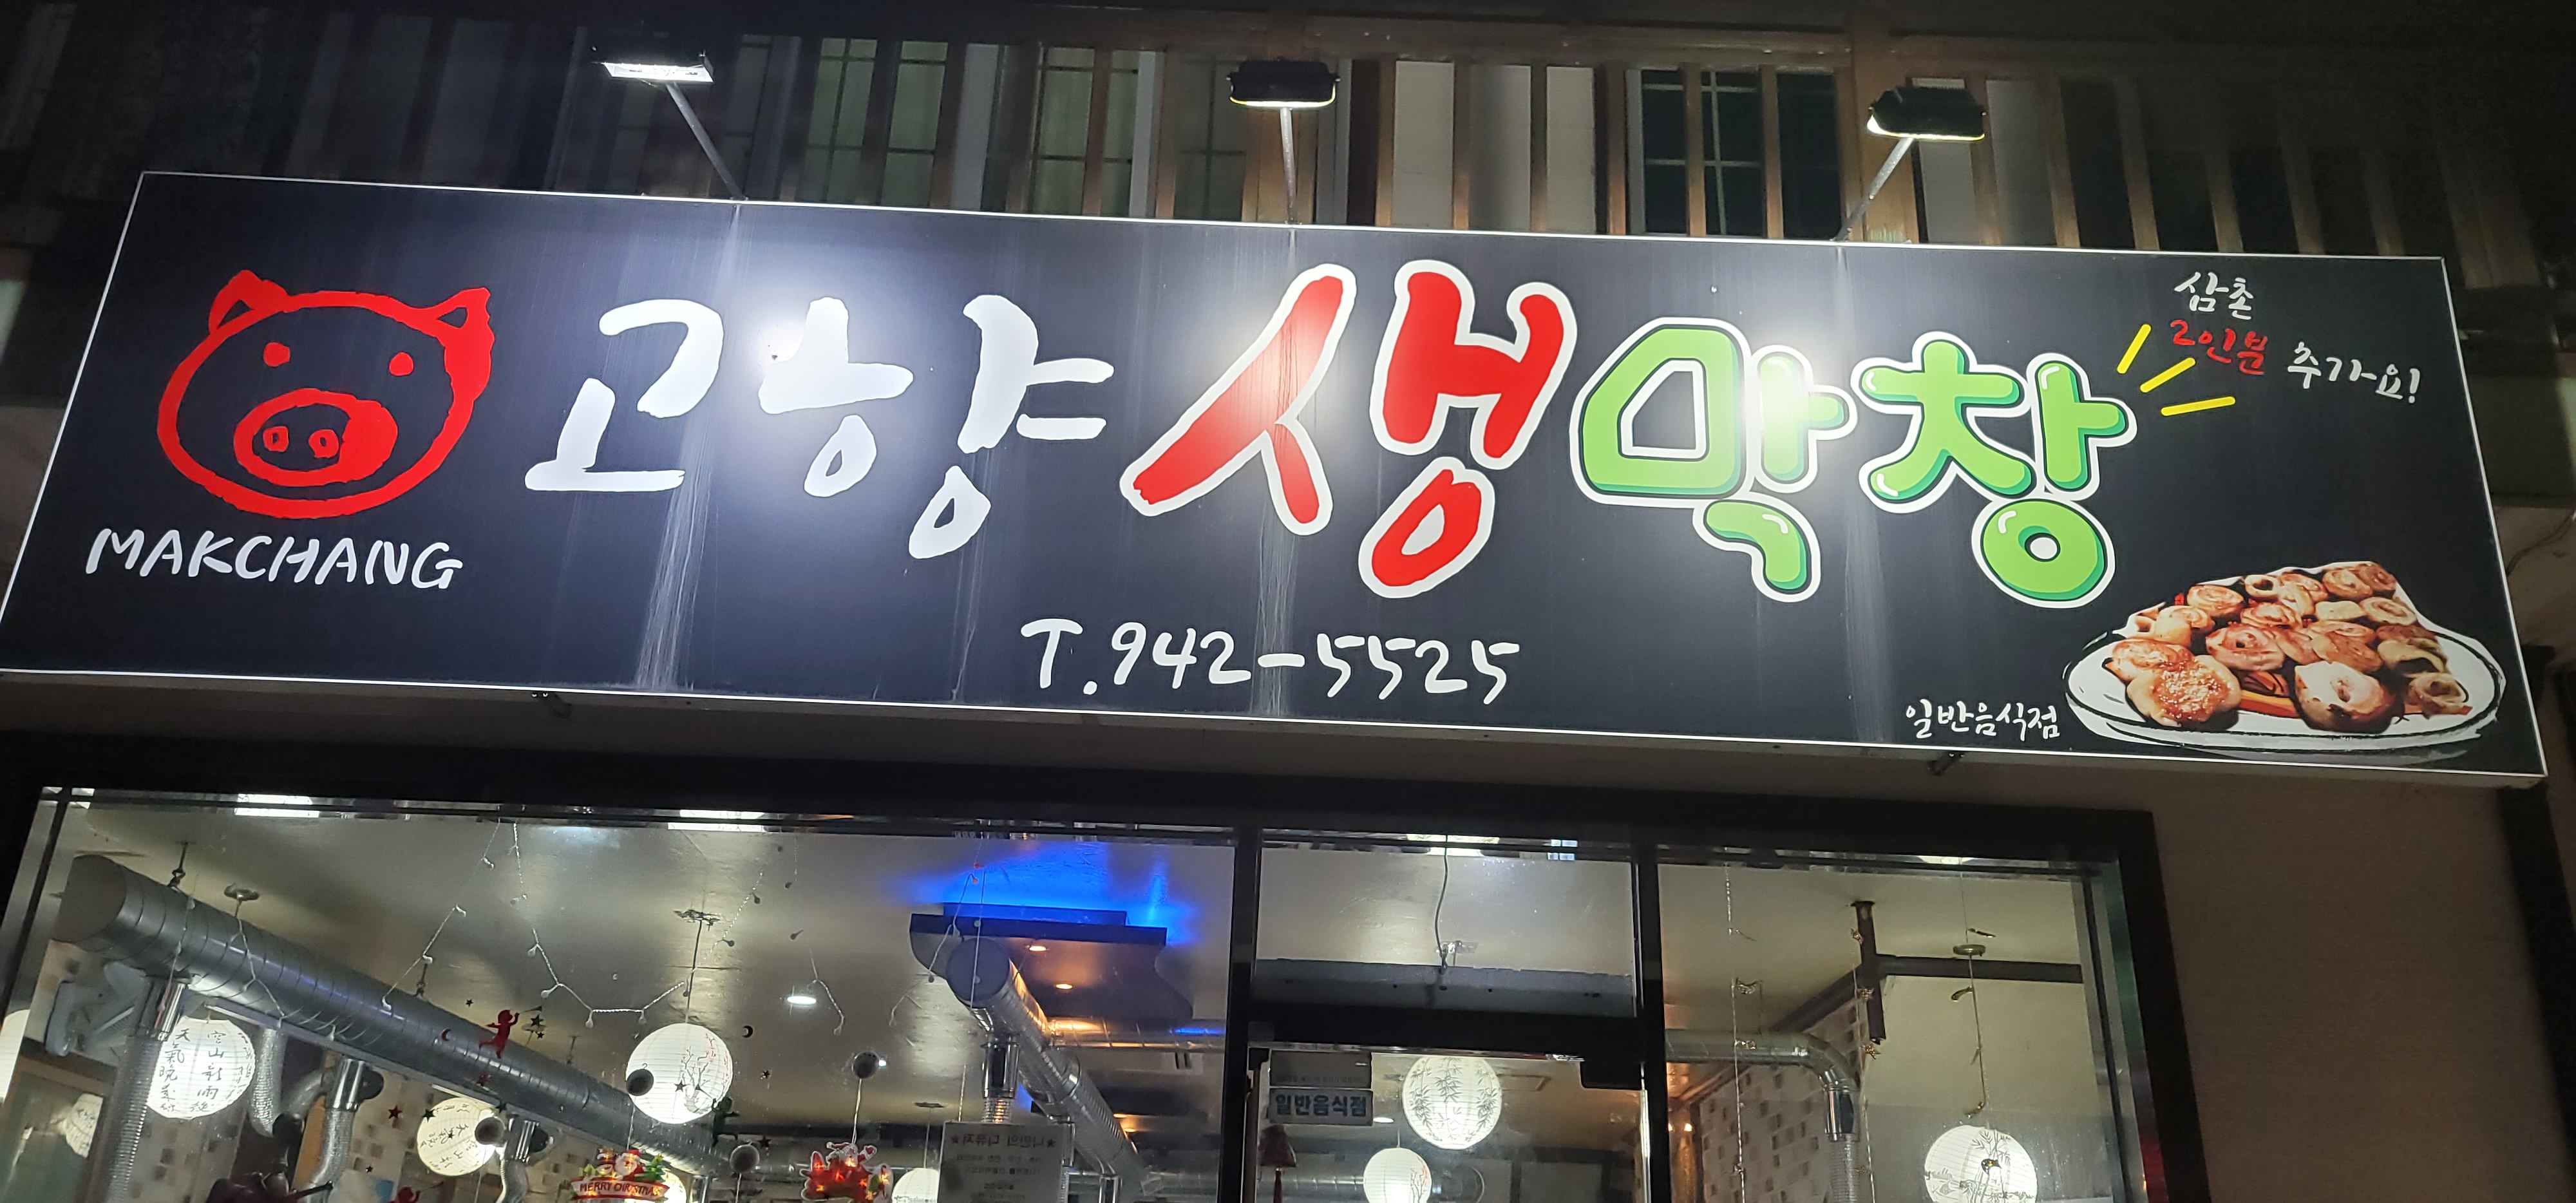 고 ㅎ 양 생 막창
MAKCHANG
삼촌
2인분 추가요!
T.942-5525
일반음식점
일반음식점
MERRY CHRISTMAS